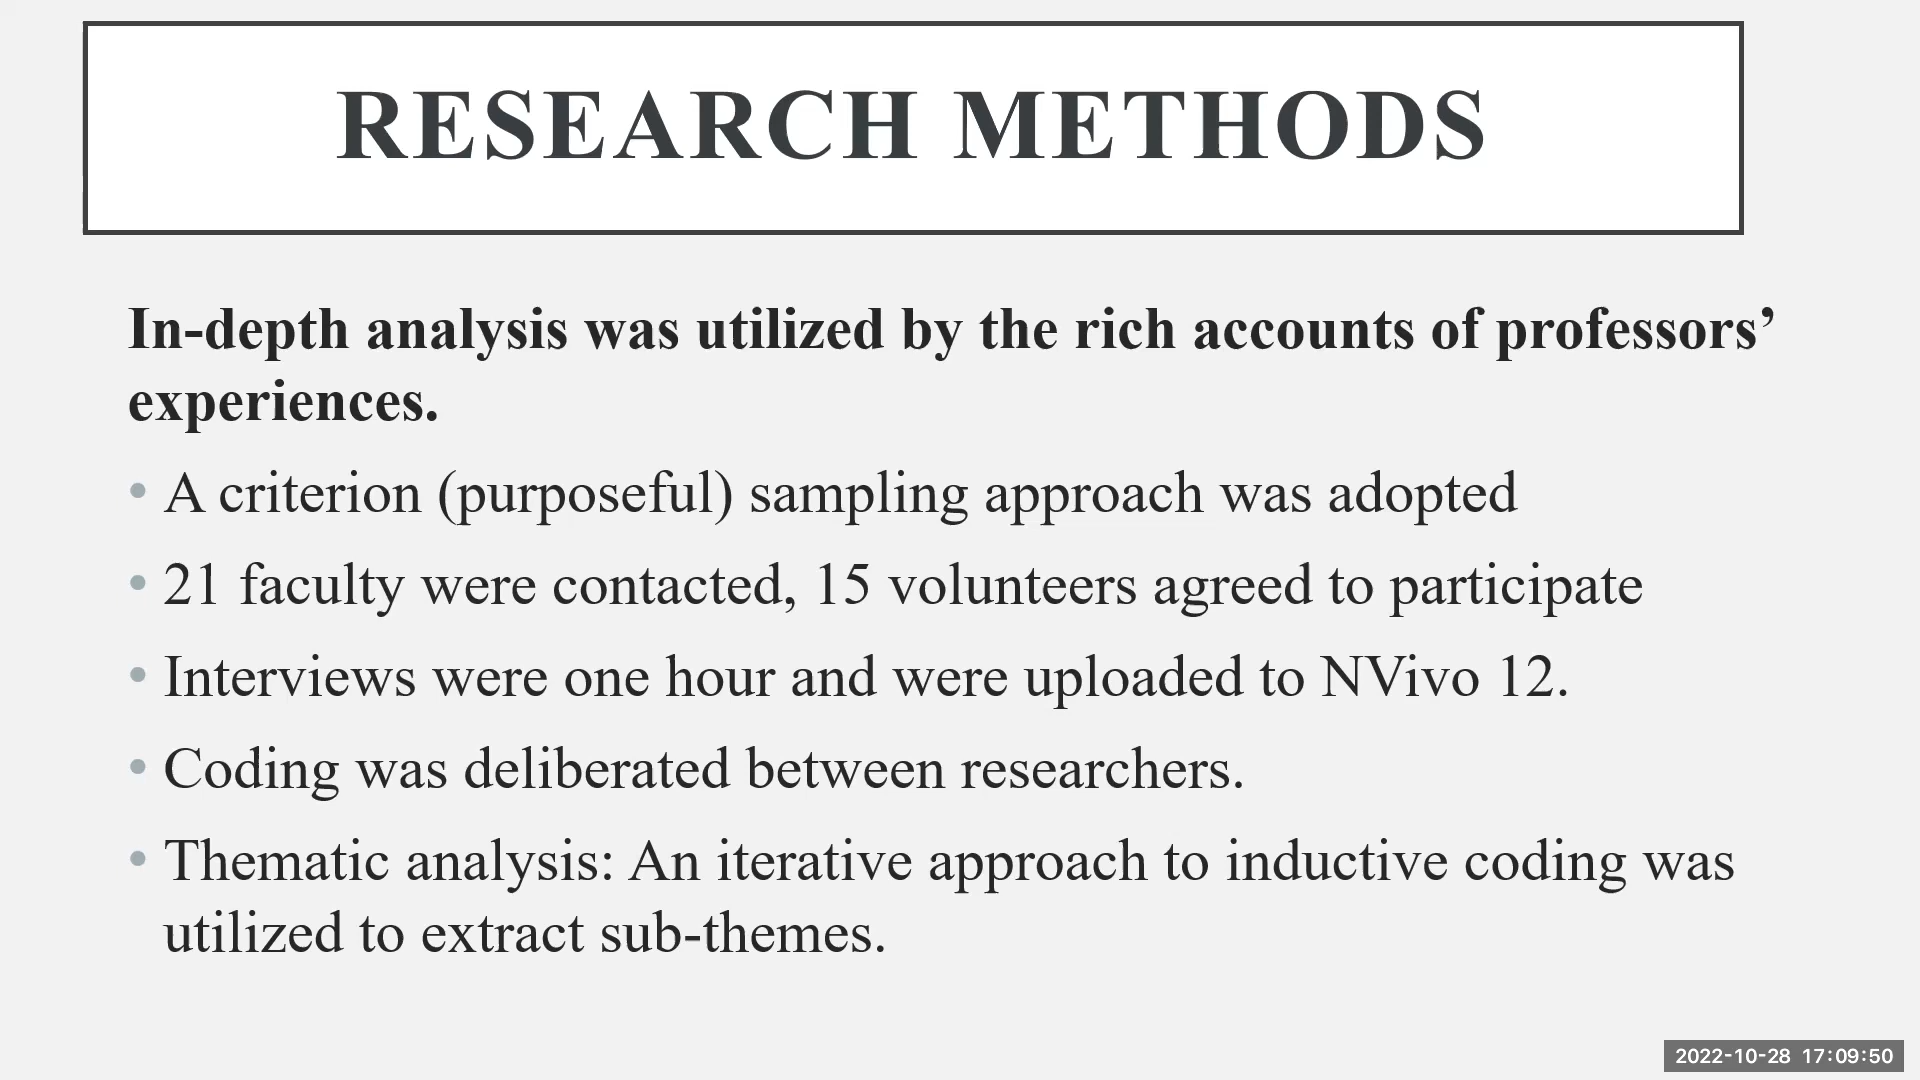 RESEARCH METHODS
In-depth analysis was utilized by the rich accounts of professors’
experiences.
• A criterion (purposeful) sampling approach was adopted
• 21 faculty were contacted, 15 volunteers agreed to participate
• Interviews were one hour and were uploaded to NVivo 12.
• Coding was deliberated between researchers.
• Thematic analysis: An iterative approach to inductive coding was
utilized to extract sub-themes.
2022-10-28 17:09:50